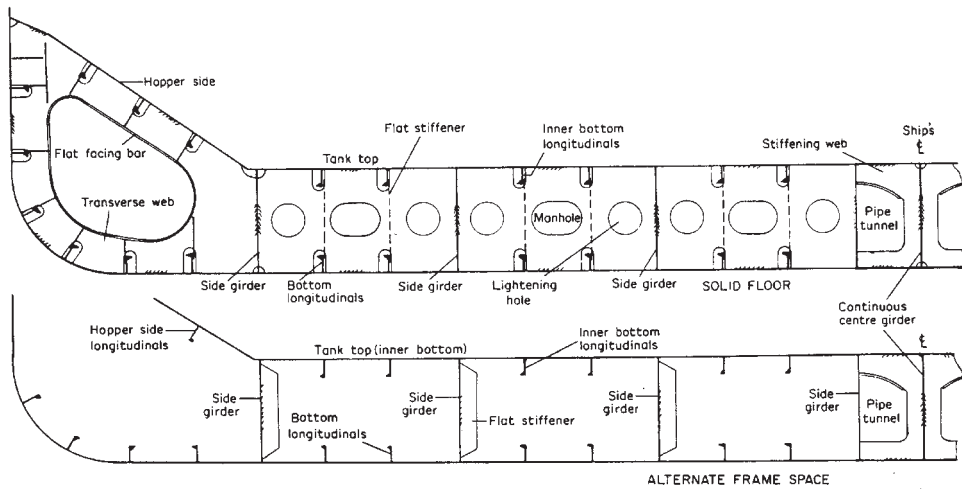 Hopper side
Flat facing bar
Transverse web
Flat stiffener
Tank top
Inner bottom
longitudinals
Stiffening web
Ship's
℄
Manhole
Pipe
tunnel
Side girder
Bottom
longitudinals
Side girder
Lightening
hole
Side girder
SOLID FLOOR
Continuous
centre girder
Hopper side
longitudinals
Tank top (inner bottom)
Inner bottom
longitudinals
℄
Side
girder
Bottom
longitudinals
Side
girder
Flat stiffener
Side
girder
Side
girder
Pipe
tunnel
ALTERNATE FRAME SPACE